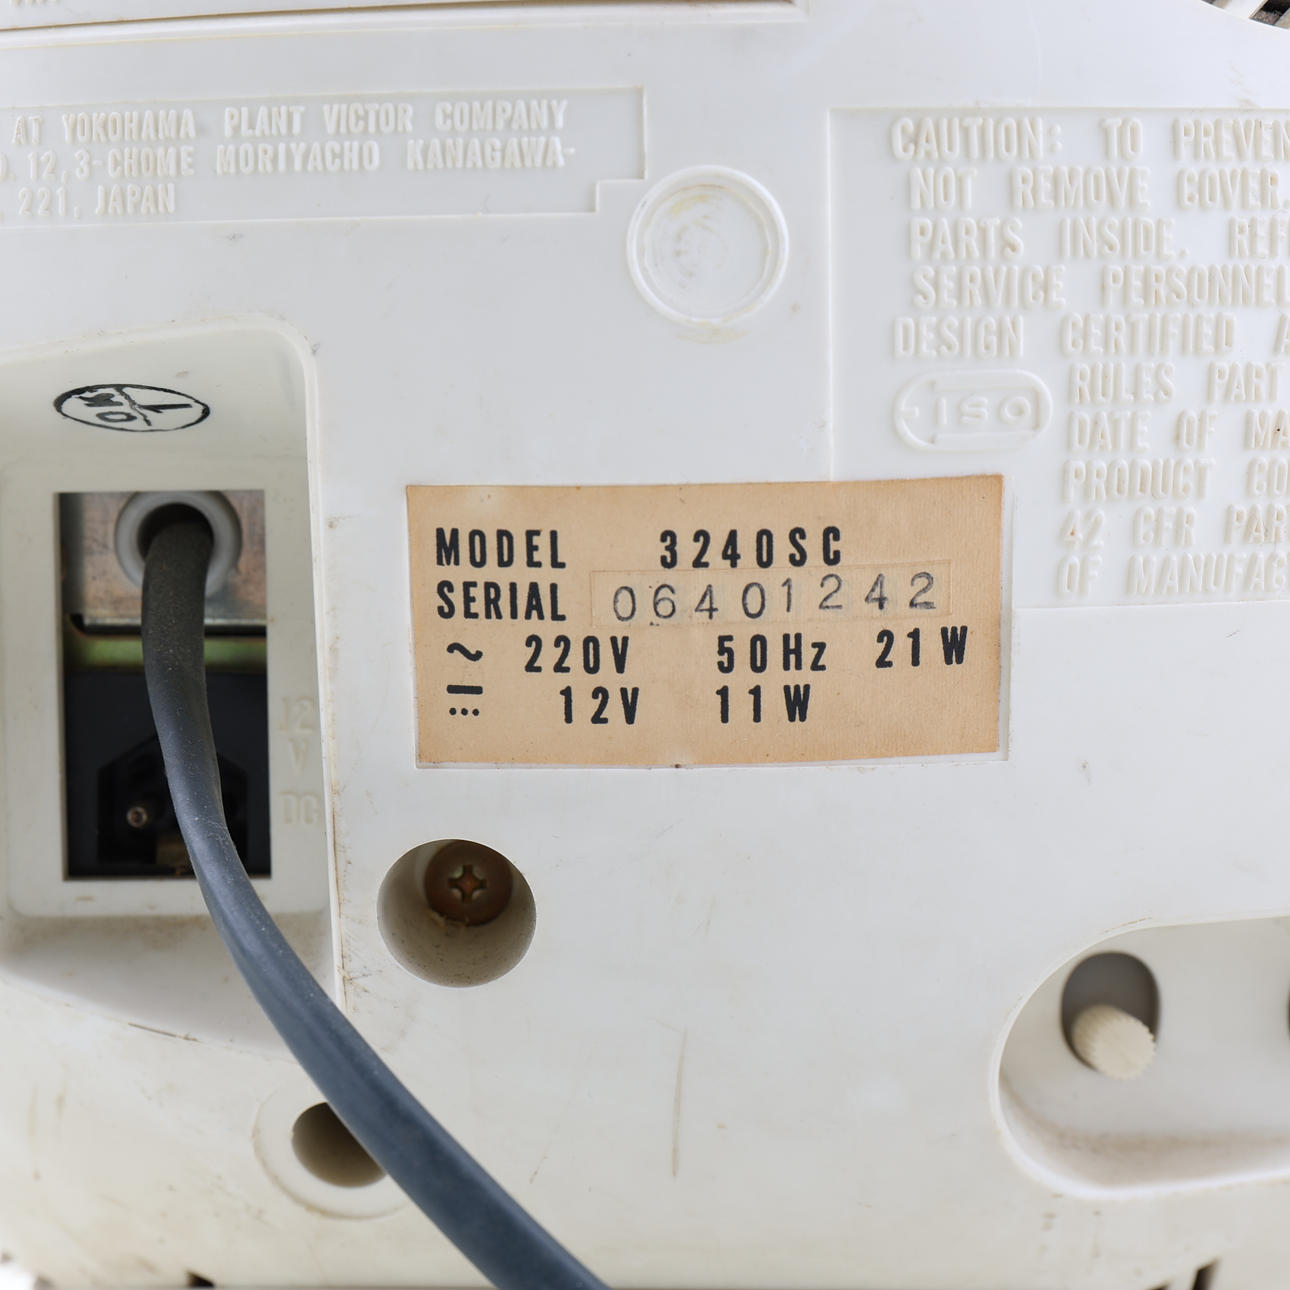 AT YOKOHAMA PLANT VICTOR COMPANY
12, 3-CHOME MORIYACHO KANAGAWA-
221, JAPAN
CAUTION: TO PREVEN
NOT REMOVE COVER.
PARTS INSIDE. REF
SERVICE PERSONNEL
DESIGN CERTIFIED A
RULES PART
DATE OF MA
PRODUCT CO
42 CFR PAR
OF MANUFAC
ISO
MODEL 3240SC
SERIAL 06401242
~ 220V 50Hz 21W
12V 11W
12
V
DC